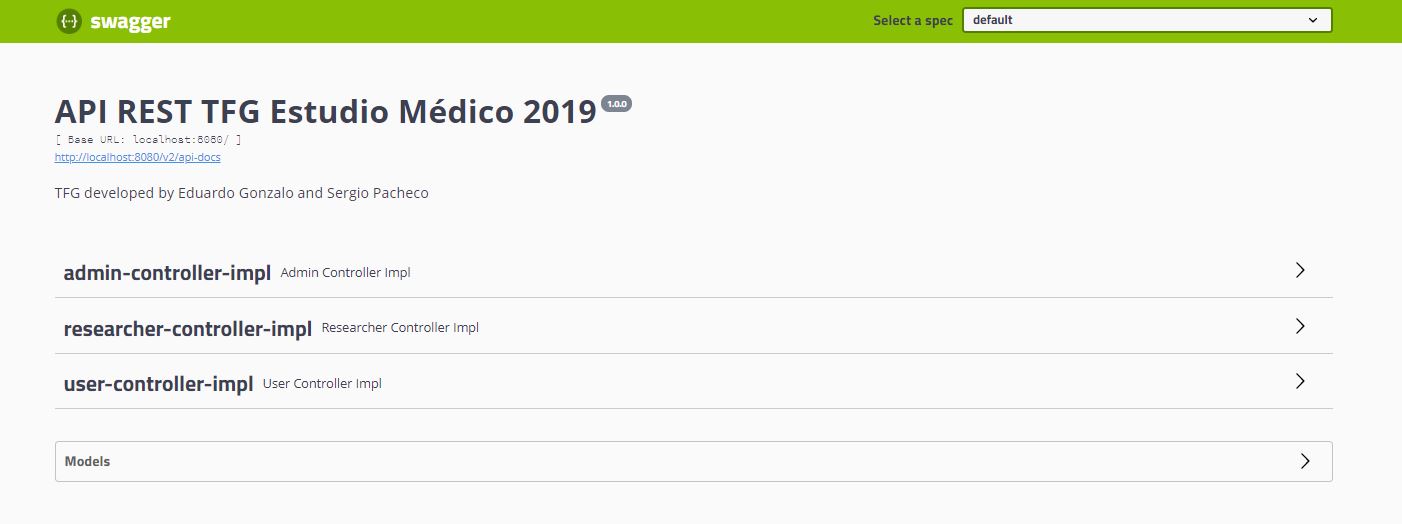 swagger
Select a spec default
API REST TFG Estudio Médico 2019 1.0.0
[ Base URL: localhost:8080/ ]
http://localhost:8080/v2/api-docs
TFG developed by Eduardo Gonzalo and Sergio Pacheco
admin-controller-impl Admin Controller Impl
researcher-controller-impl Researcher Controller Impl
user-controller-impl User Controller Impl
Models